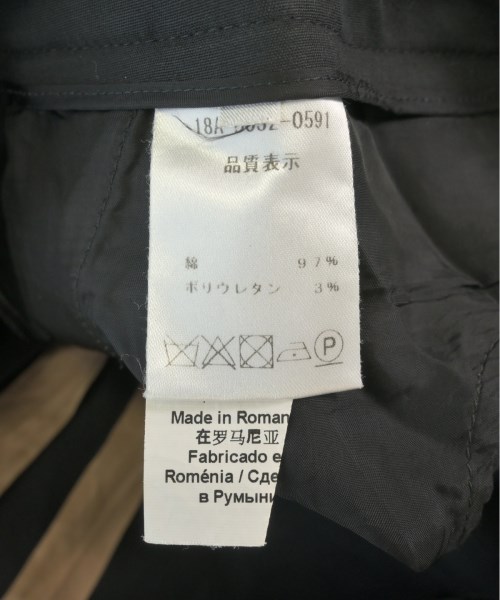 品質表示
綿 97%
ポリウレタン 3%
P
Made in Roman
在罗马尼亚
Fabricado e
Roménia / Сде
в Румыни